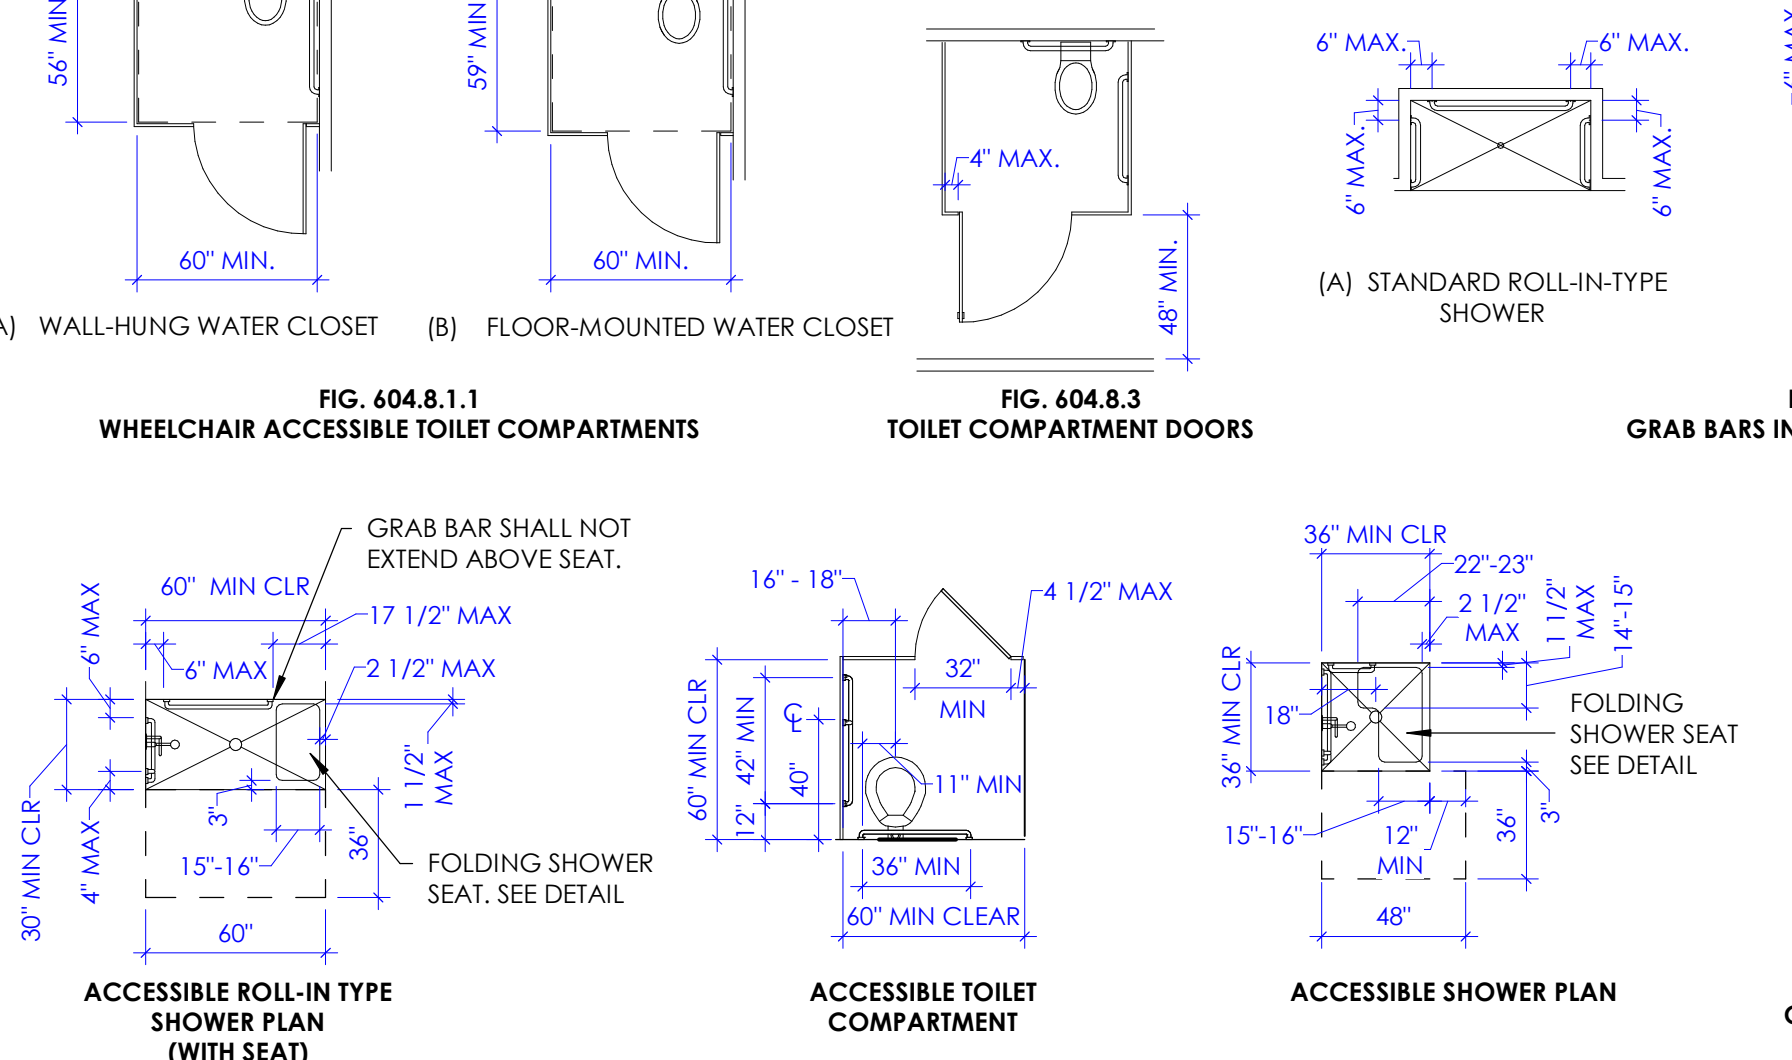 56" MIN
60" MIN.
A) WALL-HUNG WATER CLOSET
59" MIN
60" MIN.
(B) FLOOR-MOUNTED WATER CLOSET
FIG. 604.8.1.1
WHEELCHAIR ACCESSIBLE TOILET COMPARTMENTS
4" MAX.
48" MIN.
FIG. 604.8.3
TOILET COMPARTMENT DOORS
6" MAX.
6" MAX.
6" MAX.
6" MAX.
(A) STANDARD ROLL-IN-TYPE
SHOWER
GRAB BARS IN
GRAB BAR SHALL NOT
EXTEND ABOVE SEAT.
60" MIN CLR
17 1/2" MAX
6" MAX
6" MAX
2 1/2" MAX
1 1/2"
MAX
30" MIN CLR
4" MAX
3"
15"-16"
36"
FOLDING SHOWER
SEAT. SEE DETAIL
60"
ACCESSIBLE ROLL-IN TYPE
SHOWER PLAN
(WITH SEAT)
16" - 18"
4 1/2" MAX
32"
MIN
60" MIN CLR
42" MIN
12"
CL
40"
11" MIN
36" MIN
60" MIN CLEAR
ACCESSIBLE TOILET
COMPARTMENT
36" MIN CLR
22"-23"
2 1/2"
MAX
1 1/2"
MAX
14"-15"
36" MIN CLR
18"
FOLDING
SHOWER SEAT
SEE DETAIL
15"-16"
12"
MIN
36"
3"
48"
ACCESSIBLE SHOWER PLAN